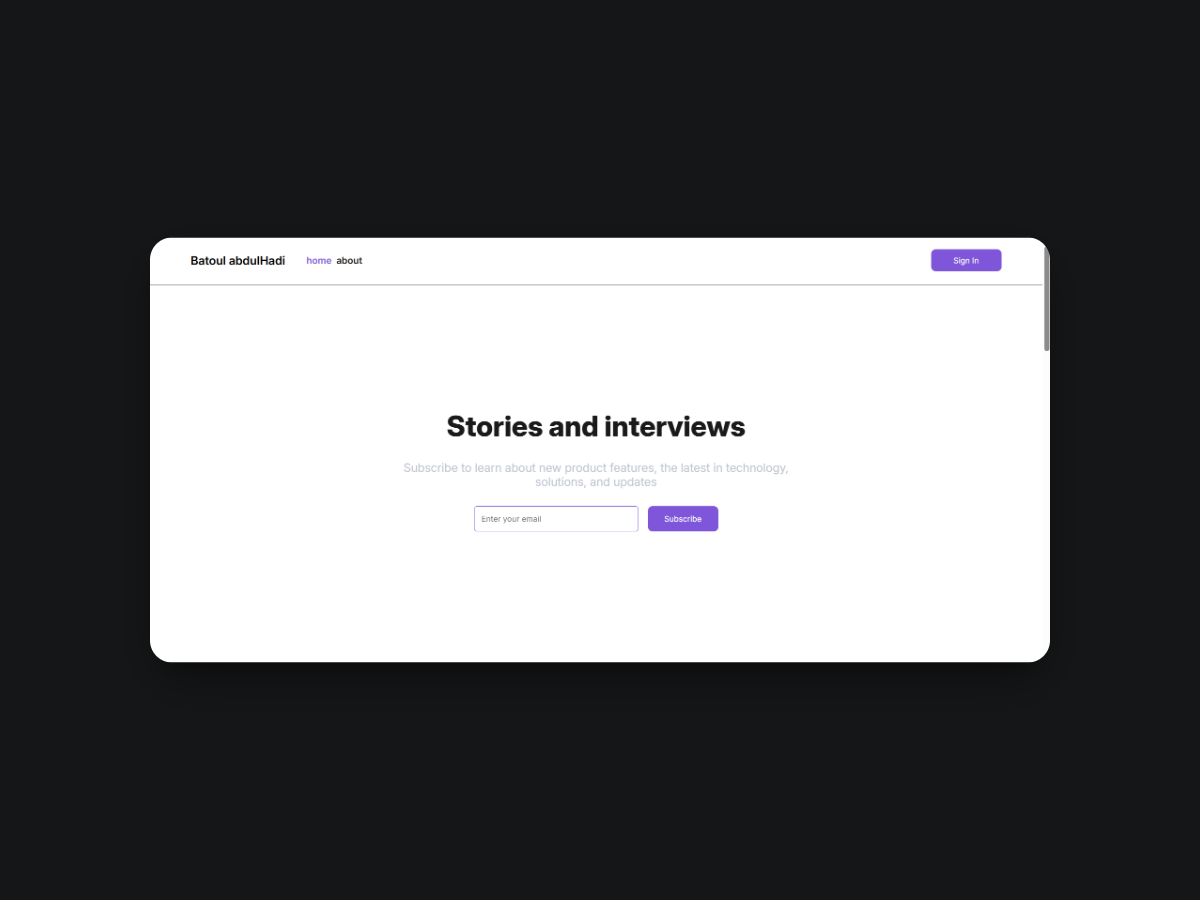 Batoul abdulHadi home about Sign In
Stories and interviews
Subscribe to learn about new product features, the latest in technology,
solutions, and updates
Enter your email Subscribe